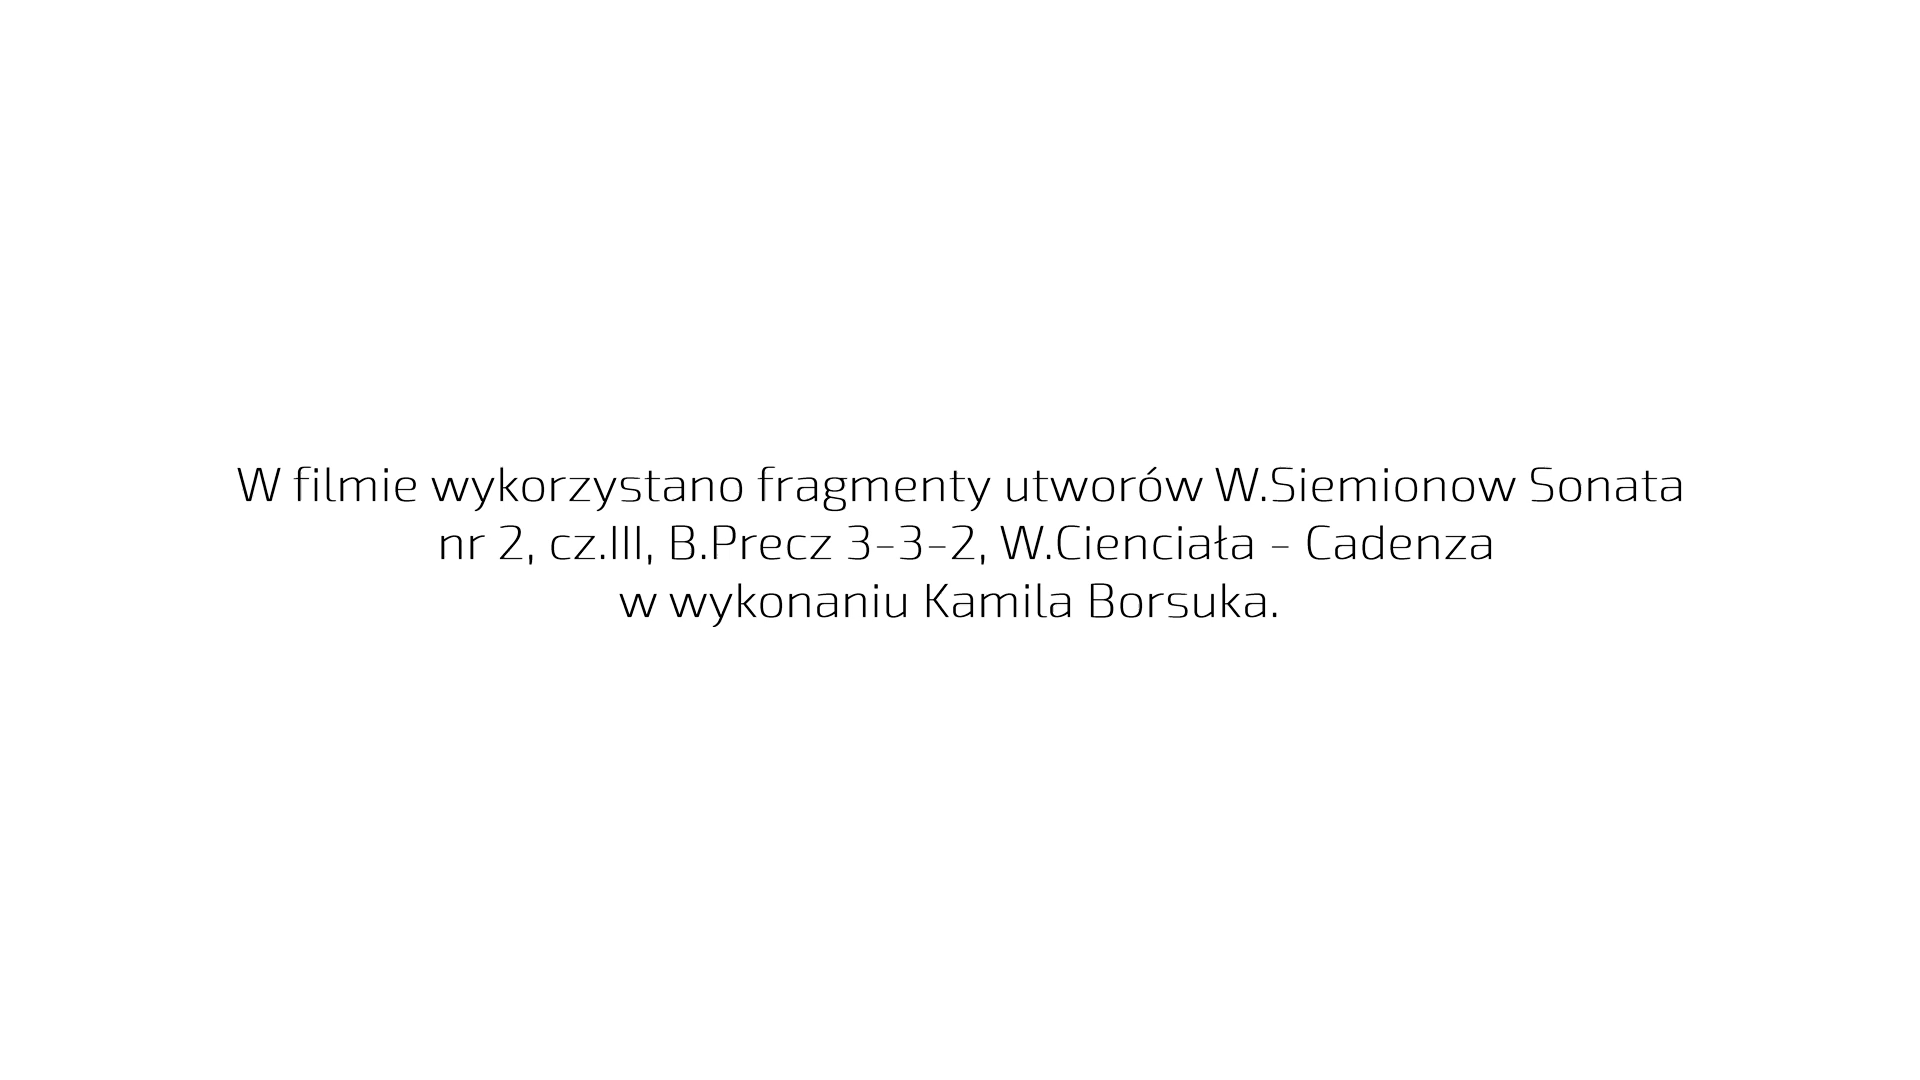 W filmie wykorzystano fragmenty utworów W.Siemionow Sonata
nr 2, cz.III, B.Precz 3-3-2, W.Cienciała - Cadenza
w wykonaniu Kamila Borsuka.